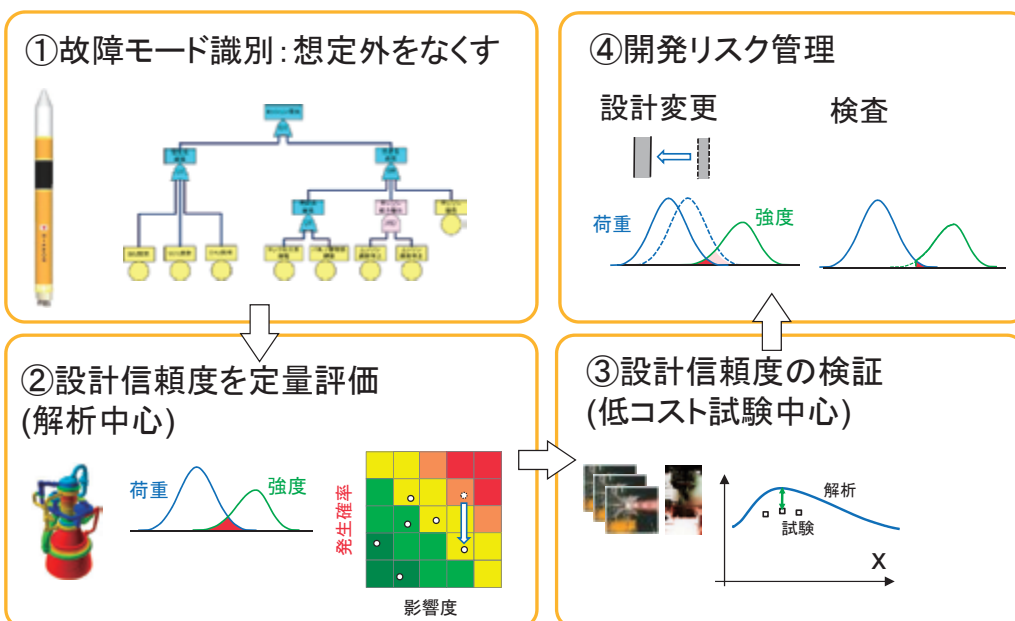 ①故障モード識別：想定外をなくす
④開発リスク管理
設計変更
検査
荷重
強度
②設計信頼度を定量評価
(解析中心)
荷重
強度
発生確率
影響度
③設計信頼度の検証
(低コスト試験中心)
解析
試験
X